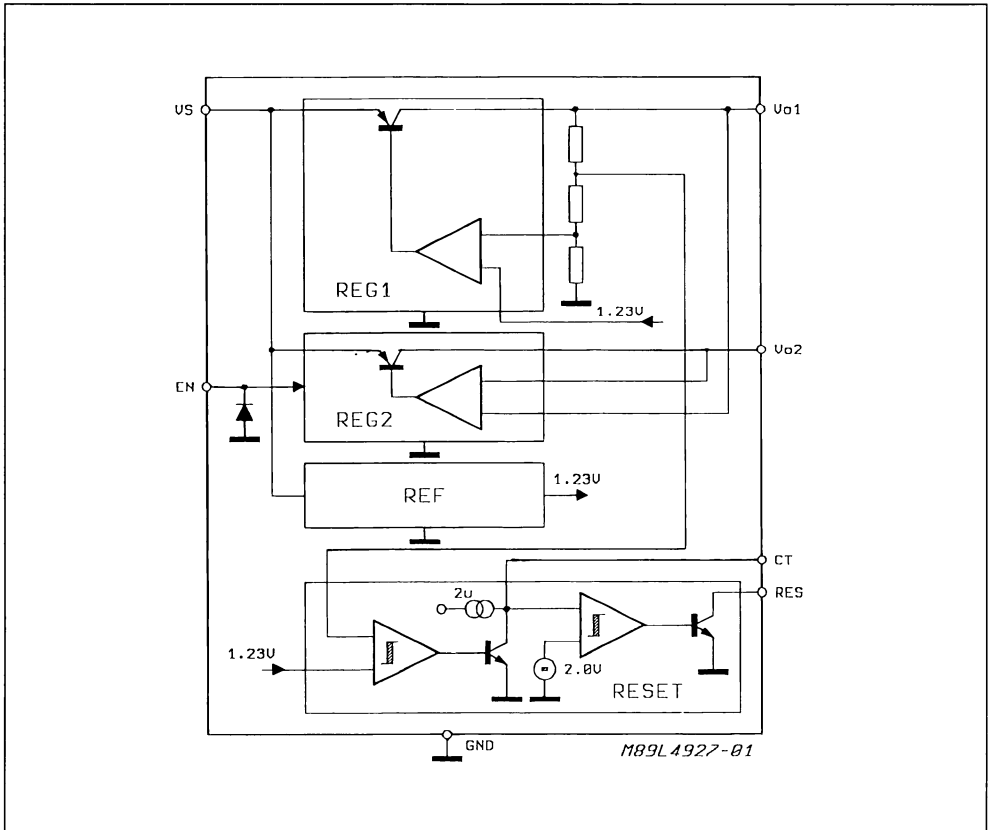 VS
Vo1
REG1
1.23V
Vo2
EN
REG2
REF
1.23V
CT
2u
RES
1.23V
2.0V
RESET
GND
M89L4927-01